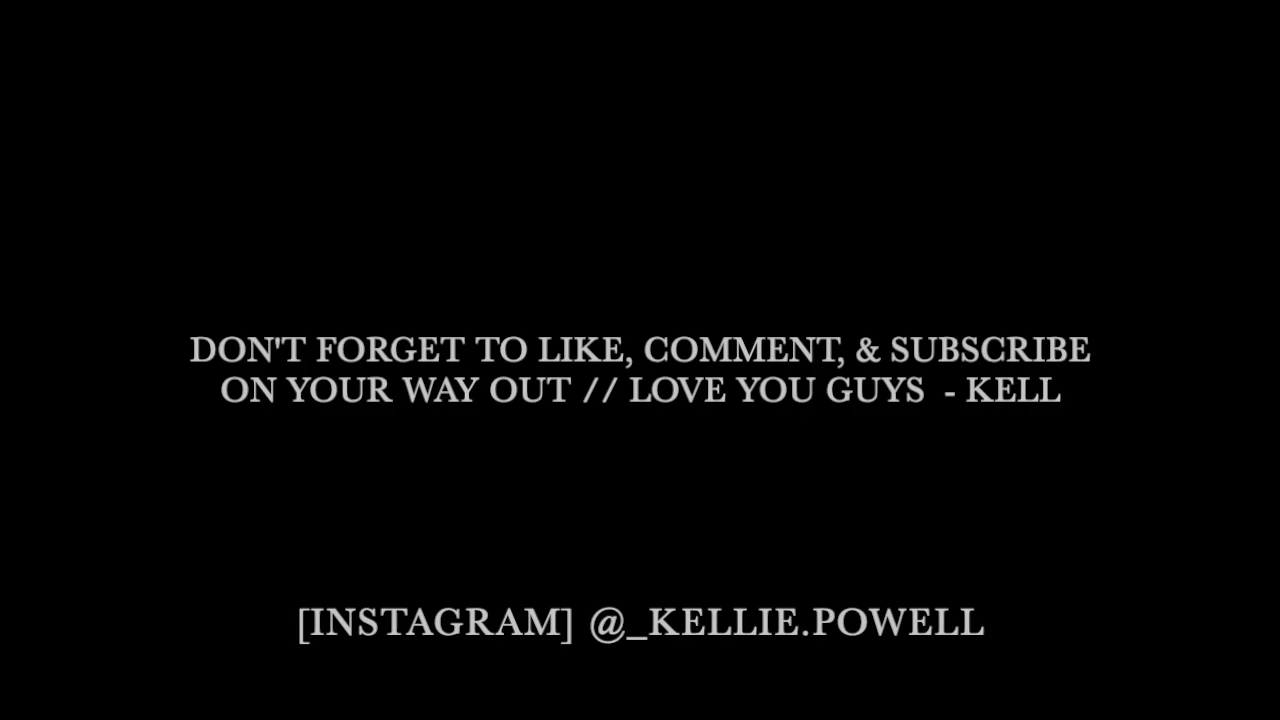 DON'T FORGET TO LIKE, COMMENT, & SUBSCRIBE
ON YOUR WAY OUT // LOVE YOU GUYS  - KELL
[INSTAGRAM] @_KELLIE.POWELL